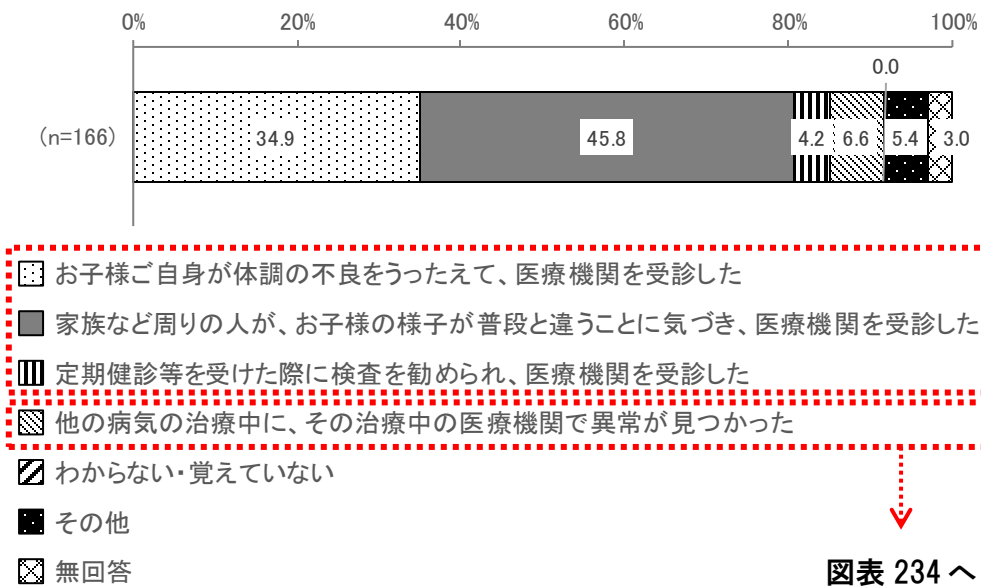 0% 20% 40% 60% 80% 100%
0.0
(n=166) 34.9 45.8 4.2 6.6 5.4 3.0
お子様ご自身が体調の不良をうったえて、医療機関を受診した
家族など周りの人が、お子様の様子が普段と違うことに気づき、医療機関を受診した
定期健診等を受けた際に検査を勧められ、医療機関を受診した
他の病気の治療中に、その治療中の医療機関で異常が見つかった
わからない・覚えていない
その他
無回答
図表 234 へ